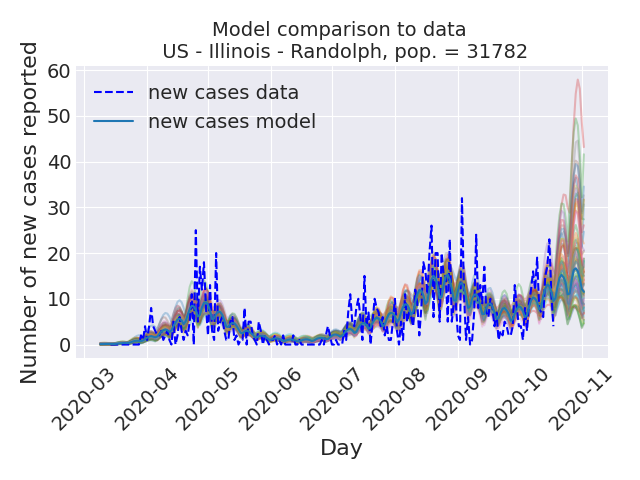 Model comparison to data
US - Illinois - Randolph, pop. = 31782
Number of new cases reported
60
50
40
30
20
10
0
new cases data
new cases model
2020-03
2020-04
2020-05
2020-06
2020-07
2020-08
2020-09
2020-10
2020-11
Day